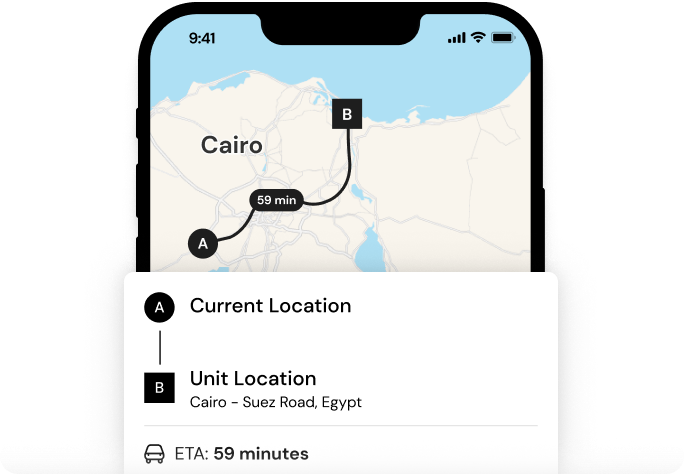 9:41
B
Cairo
59 min
A
A Current Location
B Unit Location
Cairo - Suez Road, Egypt
ETA: 59 minutes